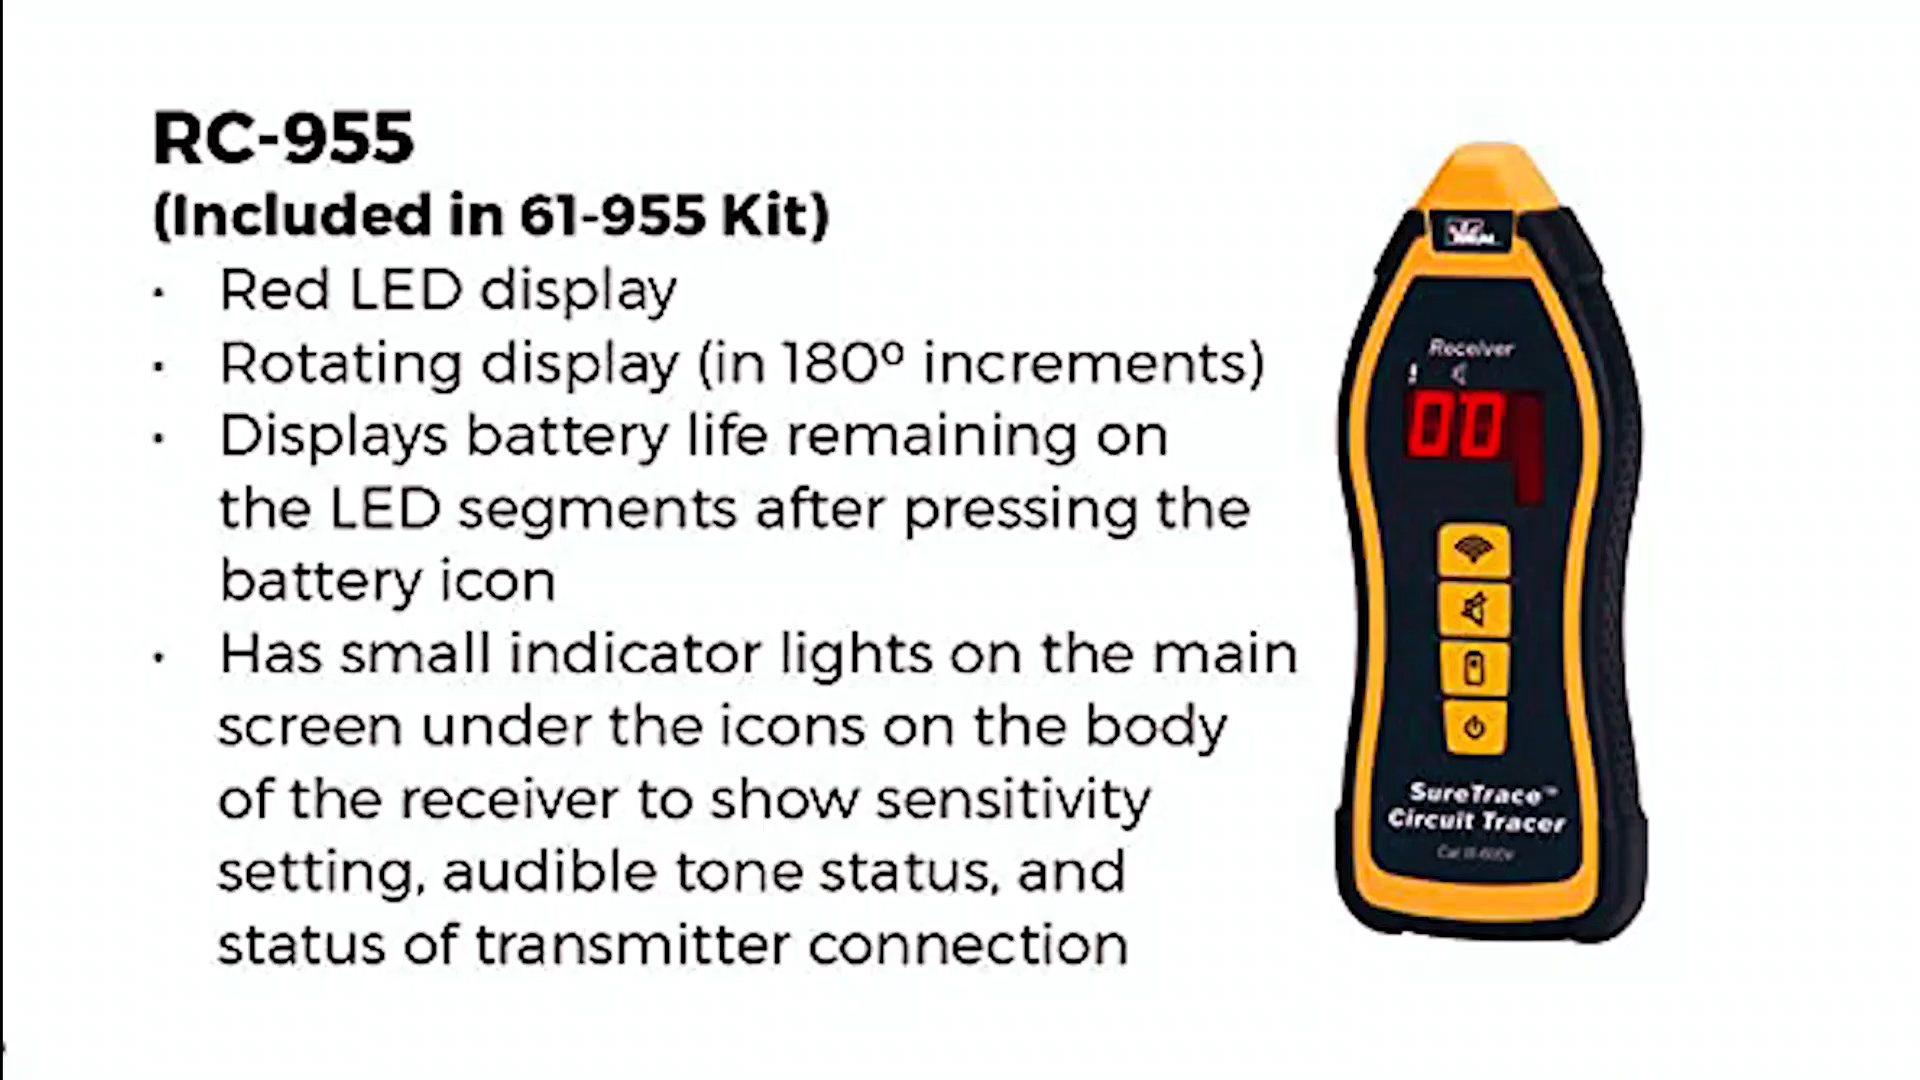 RC-955
(Included in 61-955 Kit)
• Red LED display
• Rotating display (in 180º increments)
• Displays battery life remaining on
the LED segments after pressing the
battery icon
• Has small indicator lights on the main
screen under the icons on the body
of the receiver to show sensitivity
setting, audible tone status, and
status of transmitter connection
IDEAL
Receiver
00
SureTrace™
Circuit Tracer